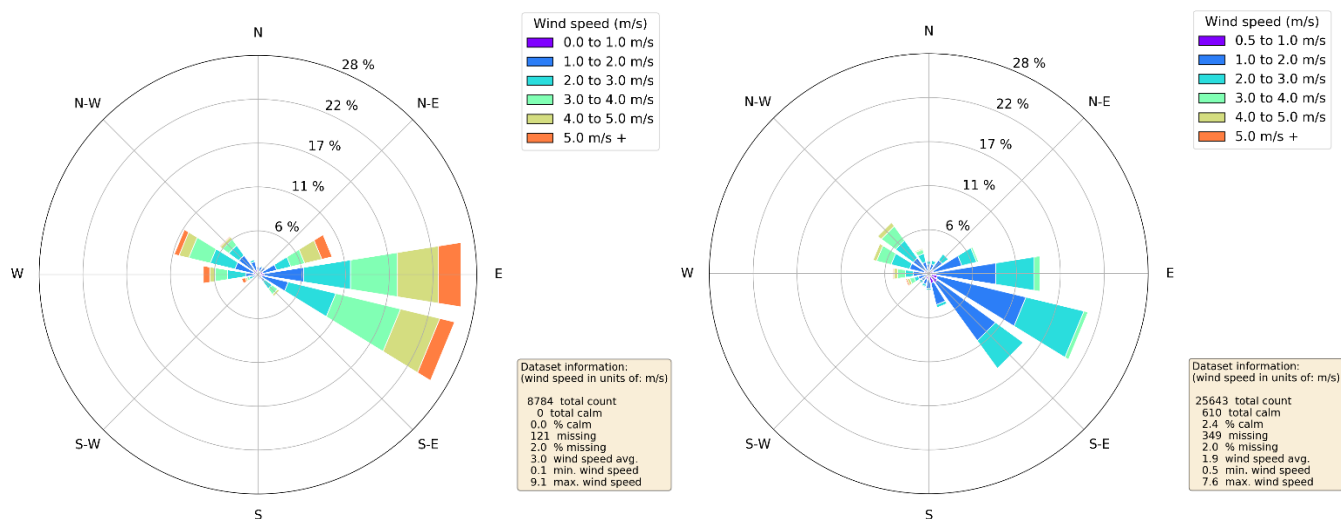 N
N-E
E
S-E
S
S-W
W
N-W
28 %
22 %
17 %
11 %
6 %
Wind speed (m/s)
0.0 to 1.0 m/s
1.0 to 2.0 m/s
2.0 to 3.0 m/s
3.0 to 4.0 m/s
4.0 to 5.0 m/s
5.0 m/s +
Dataset information:
(wind speed in units of: m/s)
8784 total count
0 total calm
0.0 % calm
121 missing
2.0 % missing
3.0 wind speed avg.
0.1 min. wind speed
9.1 max. wind speed
N
N-E
E
S-E
S
S-W
W
N-W
28 %
22 %
17 %
11 %
6 %
Wind speed (m/s)
0.5 to 1.0 m/s
1.0 to 2.0 m/s
2.0 to 3.0 m/s
3.0 to 4.0 m/s
4.0 to 5.0 m/s
5.0 m/s +
Dataset information:
(wind speed in units of: m/s)
25643 total count
610 total calm
2.4 % calm
349 missing
2.0 % missing
1.9 wind speed avg.
0.5 min. wind speed
7.6 max. wind speed